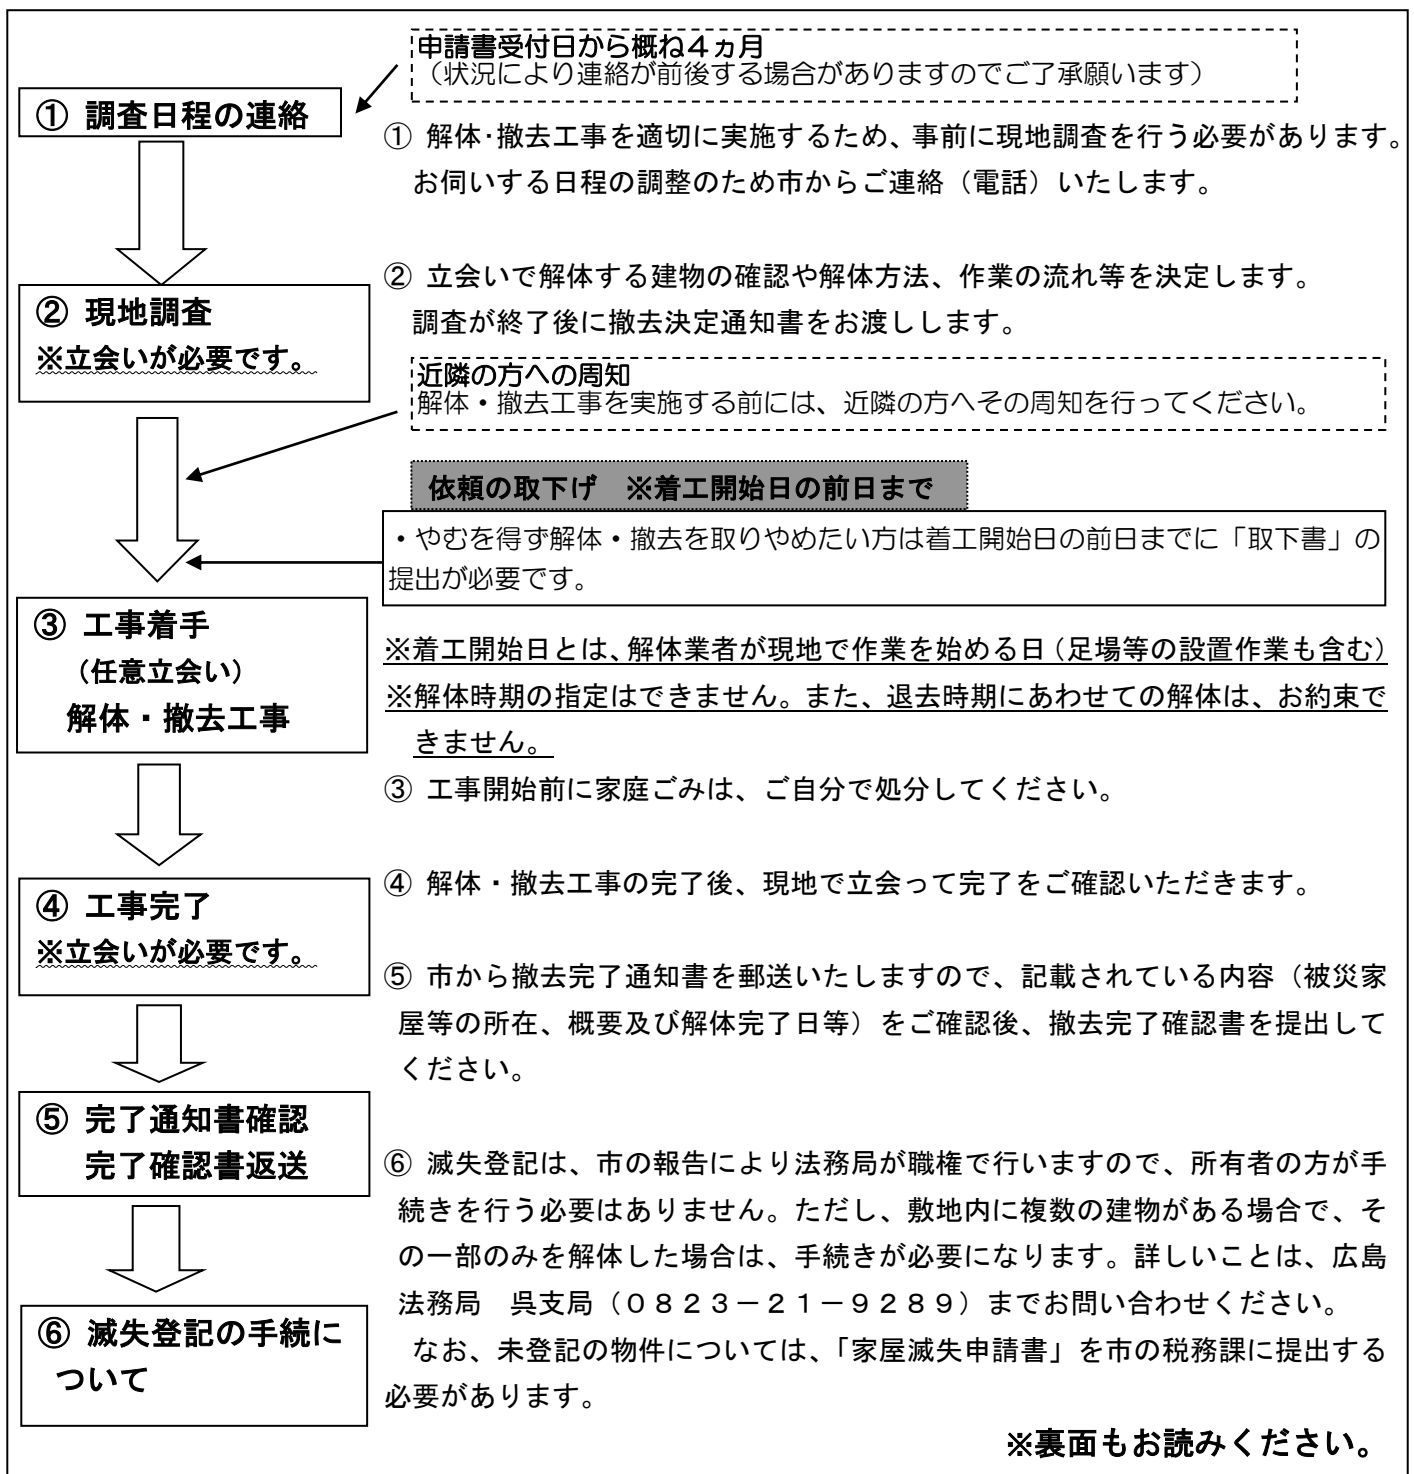 申請書受付日から概ね４ヵ月
（状況により連絡が前後する場合がありますのでご了承願います）
① 調査日程の連絡
① 解体・撤去工事を適切に実施するため、事前に現地調査を行う必要があります。
お伺いする日程の調整のため市からご連絡（電話）いたします。
② 現地調査
※立会いが必要です。
② 立会いで解体する建物の確認や解体方法、作業の流れ等を決定します。
調査が終了後に撤去決定通知書をお渡しします。
近隣の方への周知
解体・撤去工事を実施する前には、近隣の方へその周知を行ってください。
依頼の取下げ　※着工開始日の前日まで
・やむを得ず解体・撤去を取りやめたい方は着工開始日の前日までに「取下書」の
提出が必要です。
③ 工事着手
（任意立会い）
解体・撤去工事
※着工開始日とは、解体業者が現地で作業を始める日（足場等の設置作業も含む）
※解体時期の指定はできません。また、退去時期にあわせての解体は、お約束で
きません。
③ 工事開始前に家庭ごみは、ご自分で処分してください。
④ 工事完了
※立会いが必要です。
④ 解体・撤去工事の完了後、現地で立会って完了をご確認いただきます。
⑤ 市から撤去完了通知書を郵送いたしますので、記載されている内容（被災家
屋等の所在、概要及び解体完了日等）をご確認後、撤去完了確認書を提出して
ください。
⑤ 完了通知書確認
完了確認書返送
⑥ 滅失登記は、市の報告により法務局が職権で行いますので、所有者の方が手
続きを行う必要はありません。ただし、敷地内に複数の建物がある場合で、そ
の一部のみを解体した場合は、手続きが必要になります。詳しいことは、広島
法務局　呉支局（０８２３－２１－９２８９）までお問い合わせください。
なお、未登記の物件については、「家屋滅失申請書」を市の税務課に提出する
必要があります。
⑥ 滅失登記の手続に
ついて
※裏面もお読みください。